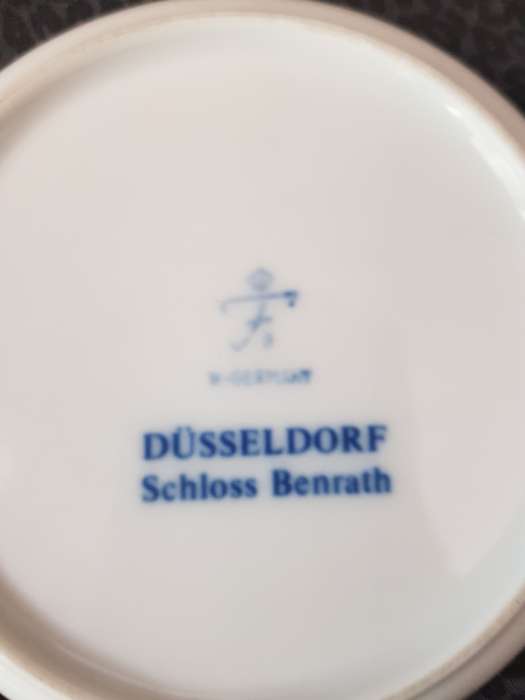 W-GERMANY
DÜSSELDORF
Schloss Benrath